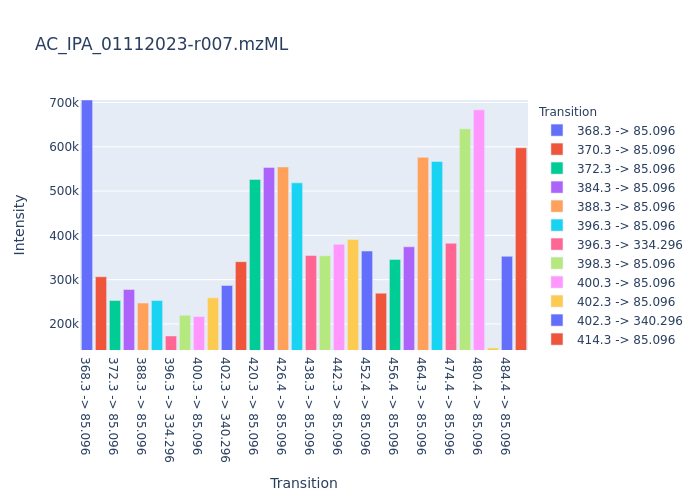 AC_IPA_01112023-r007.mzML
700k
600k
500k
400k
300k
200k
Intensity
368.3 -> 85.096
372.3 -> 85.096
388.3 -> 85.096
396.3 -> 334.296
400.3 -> 85.096
402.3 -> 340.296
420.3 -> 85.096
426.4 -> 85.096
438.3 -> 85.096
442.3 -> 85.096
452.4 -> 85.096
456.4 -> 85.096
464.3 -> 85.096
474.4 -> 85.096
480.4 -> 85.096
484.4 -> 85.096
Transition
Transition
368.3 -> 85.096
370.3 -> 85.096
372.3 -> 85.096
384.3 -> 85.096
388.3 -> 85.096
396.3 -> 85.096
396.3 -> 334.296
398.3 -> 85.096
400.3 -> 85.096
402.3 -> 85.096
402.3 -> 340.296
414.3 -> 85.096